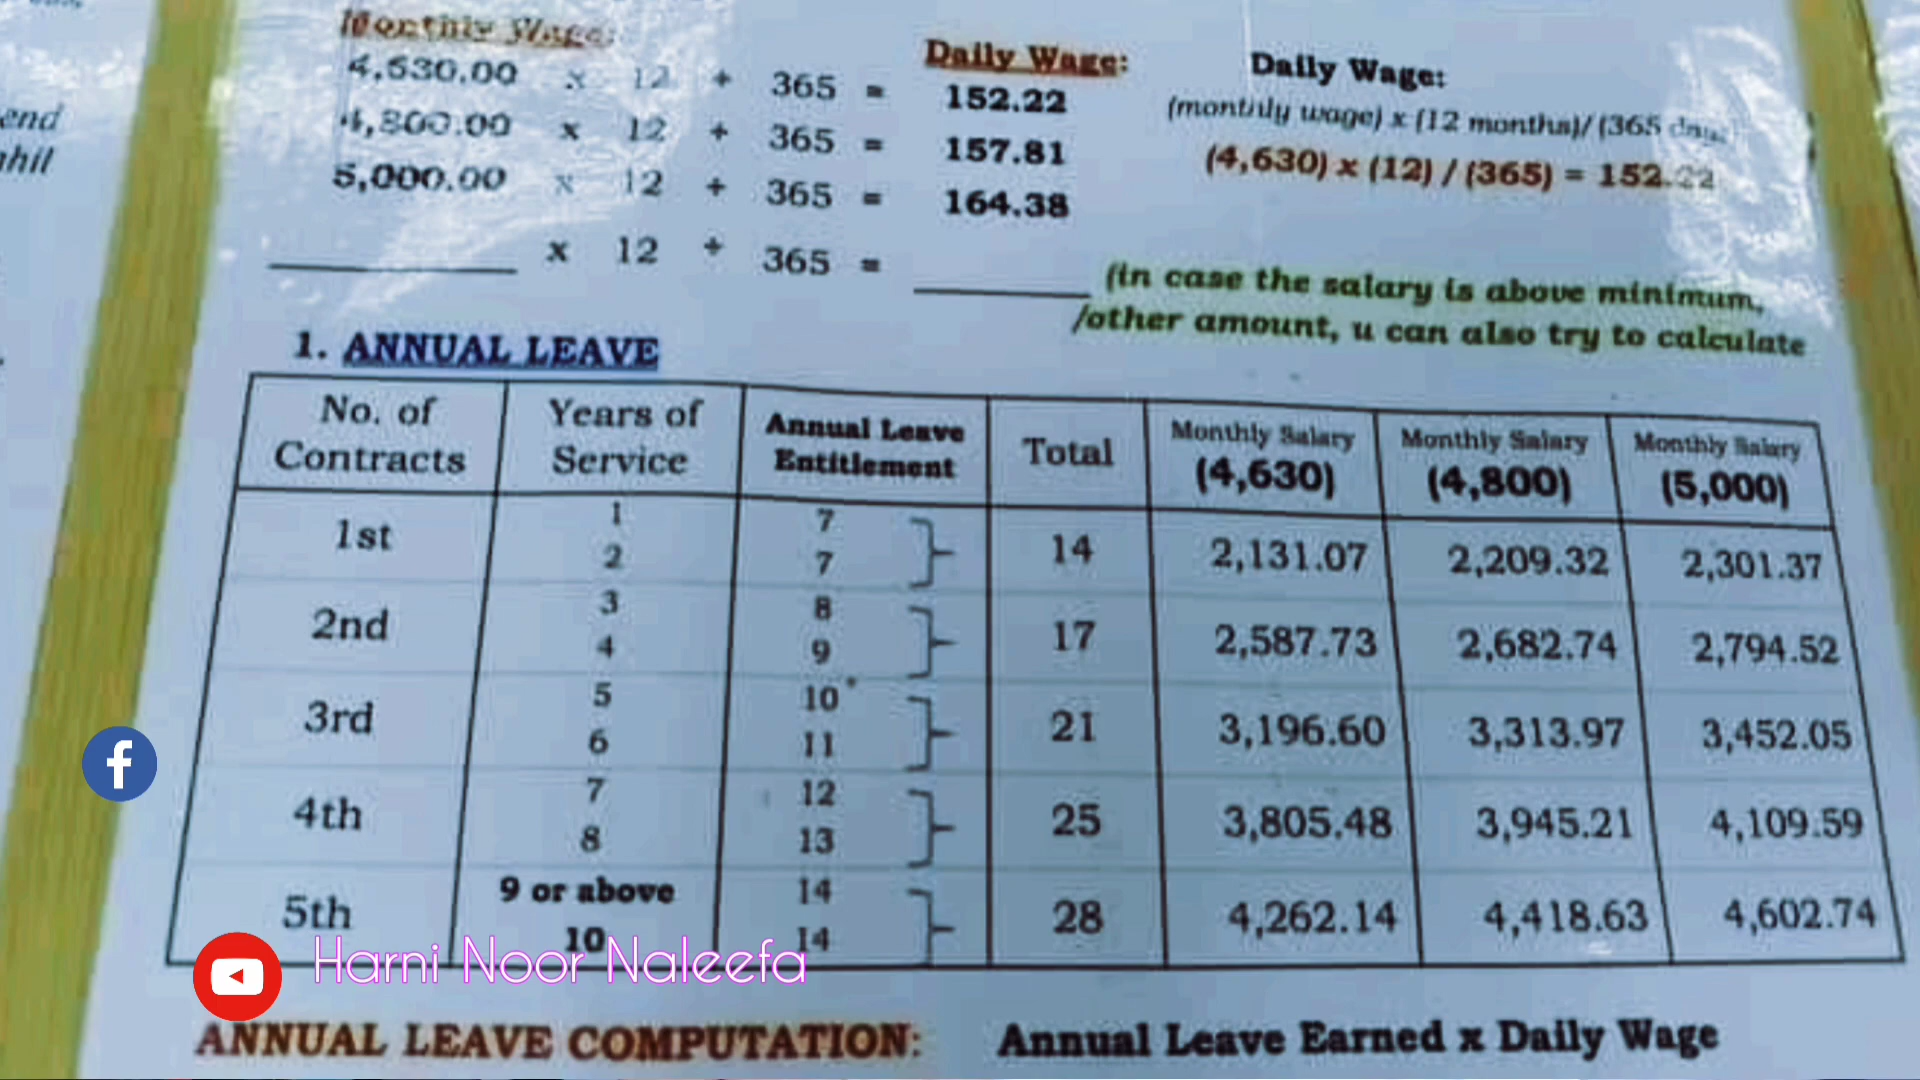 end
hil
Monthly Wage:
Daily Wage:
4,630.00 x 12 ÷ 365 = 152.22
4,800.00 x 12 ÷ 365 = 157.81
5,000.00 x 12 ÷ 365 = 164.38
x 12 ÷ 365 =
Daily Wage:
(monthly wage) x (12 months)/ (365 days)
(4,630) x (12) / (365) = 152.22
(in case the salary is above minimum,
/other amount, u can also try to calculate
1. ANNUAL LEAVE
No. of Contracts Years of Service Annual Leave Entitlement Total Monthly Salary (4,630) Monthly Salary (4,800) Monthly Salary (5,000)
1st 1 7 14 2,131.07 2,209.32 2,301.37
2 7
2nd 3 8 17 2,587.73 2,682.74 2,794.52
4 9
3rd 5 10 21 3,196.60 3,313.97 3,452.05
6 11
4th 7 12 25 3,805.48 3,945.21 4,109.59
8 13
5th 9 or above 14 28 4,262.14 4,418.63 4,602.74
10 14
Harni Noor Naleefa
ANNUAL LEAVE COMPUTATION: Annual Leave Earned x Daily Wage